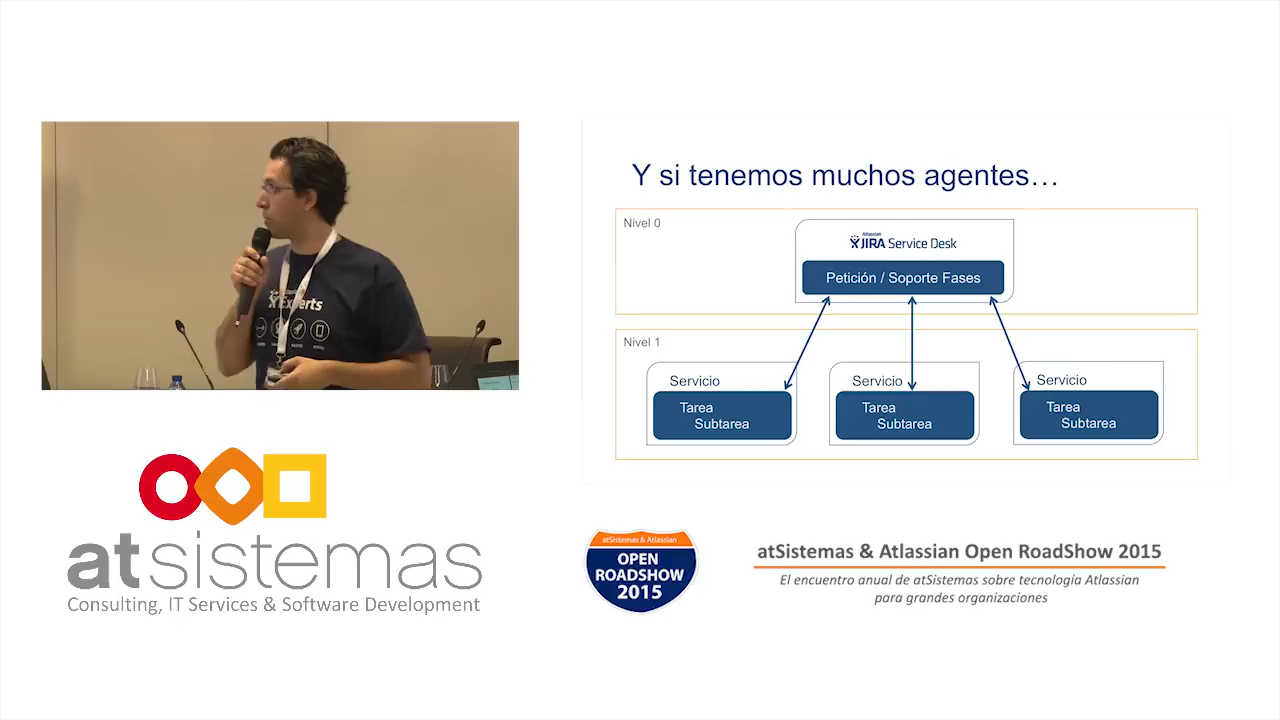 Experts
atsistemas
Consulting, IT Services & Software Development
Y si tenemos muchos agentes…
Nivel 0
Atlassian
JIRA Service Desk
Petición / Soporte Fases
Nivel 1
Servicio
Tarea
Subtarea
Servicio
Tarea
Subtarea
Servicio
Tarea
Subtarea
atSistemas & Atlassian
OPEN
ROADSHOW
2015
atSistemas & Atlassian Open RoadShow 2015
El encuentro anual de atSistemas sobre tecnología Atlassian
para grandes organizaciones